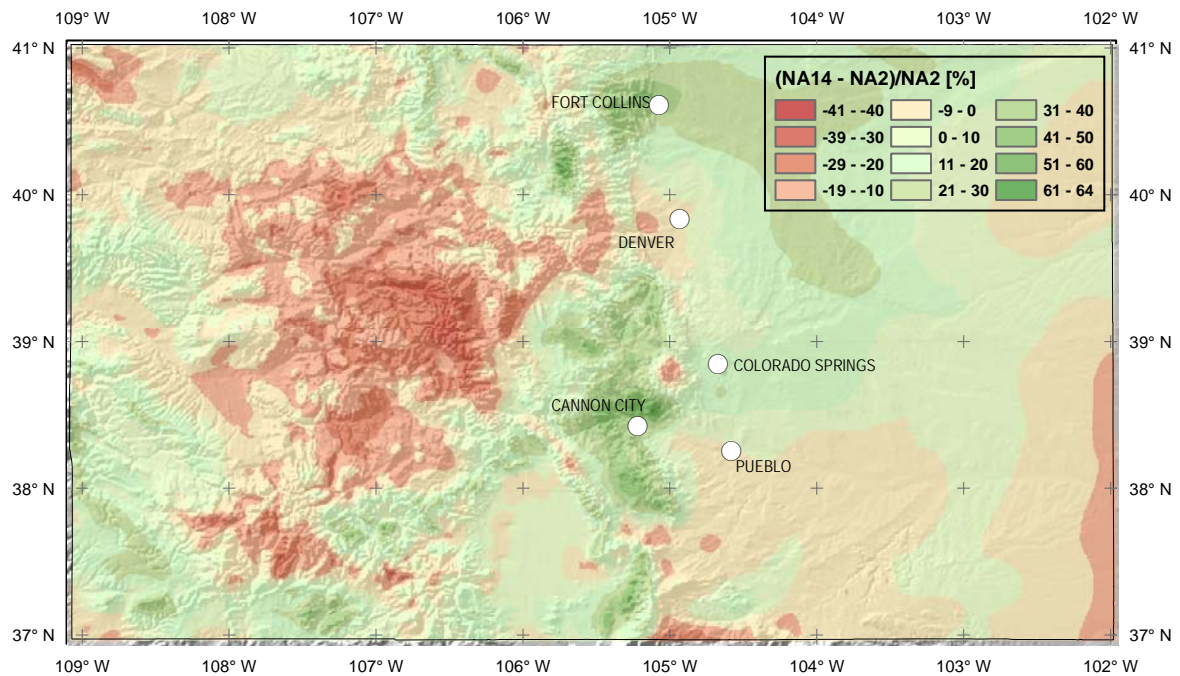 109° W 108° W 107° W 106° W 105° W 104° W 103° W 102° W
41° N 41° N
(NA14 - NA2)/NA2 [%]
-41 - -40 -9 - 0 31 - 40
-39 - -30 0 - 10 41 - 50
-29 - -20 11 - 20 51 - 60
-19 - -10 21 - 30 61 - 64
FORT COLLINS
40° N 40° N
DENVER
39° N 39° N
COLORADO SPRINGS
CANNON CITY
PUEBLO
38° N 38° N
37° N 37° N
109° W 108° W 107° W 106° W 105° W 104° W 103° W 102° W